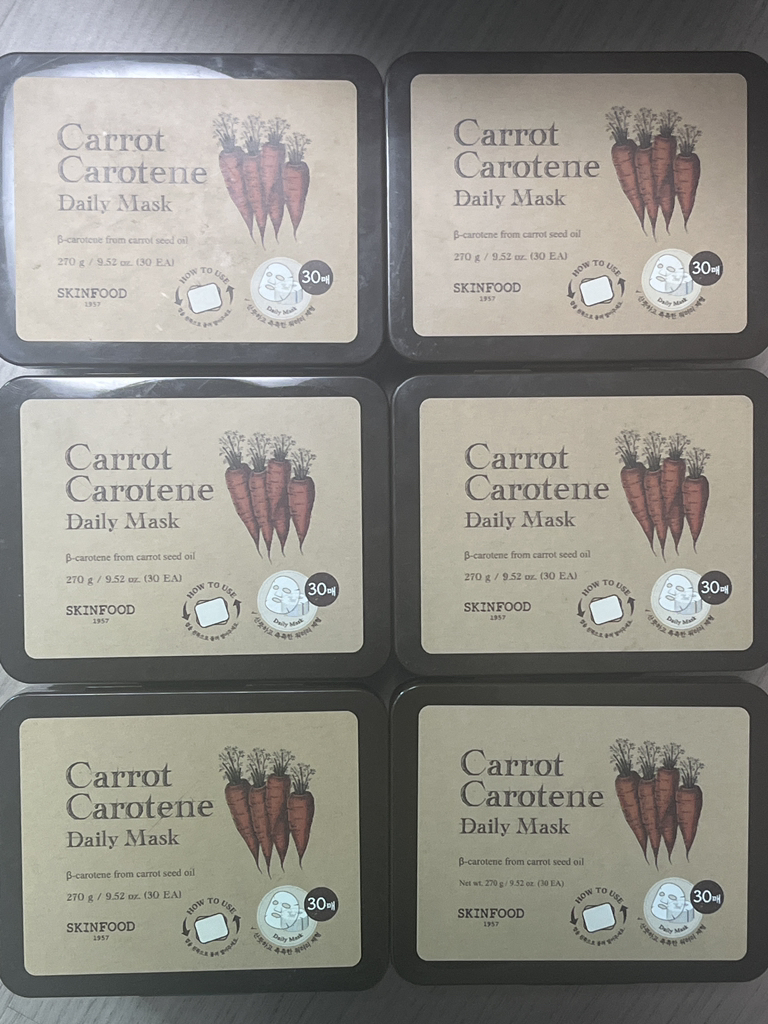 Carrot
Carotene
Daily Mask
β-carotene from carrot seed oil
270 g / 9.52 oz. (30 EA)
SKINFOOD
1957
HOW TO USE
30매
Daily Mask
Carrot
Carotene
Daily Mask
β-carotene from carrot seed oil
270 g / 9.52 oz. (30 EA)
SKINFOOD
1957
HOW TO USE
30매
Daily Mask
Carrot
Carotene
Daily Mask
β-carotene from carrot seed oil
270 g / 9.52 oz. (30 EA)
SKINFOOD
1957
HOW TO USE
30매
Daily Mask
Carrot
Carotene
Daily Mask
β-carotene from carrot seed oil
270 g / 9.52 oz. (30 EA)
SKINFOOD
1957
HOW TO USE
30매
Daily Mask
Carrot
Carotene
Daily Mask
β-carotene from carrot seed oil
270 g / 9.52 oz. (30 EA)
SKINFOOD
1957
HOW TO USE
30매
Daily Mask
Carrot
Carotene
Daily Mask
β-carotene from carrot seed oil
Net wt. 270 g / 9.52 oz. (30 EA)
SKINFOOD
1957
HOW TO USE
30매
Daily Mask